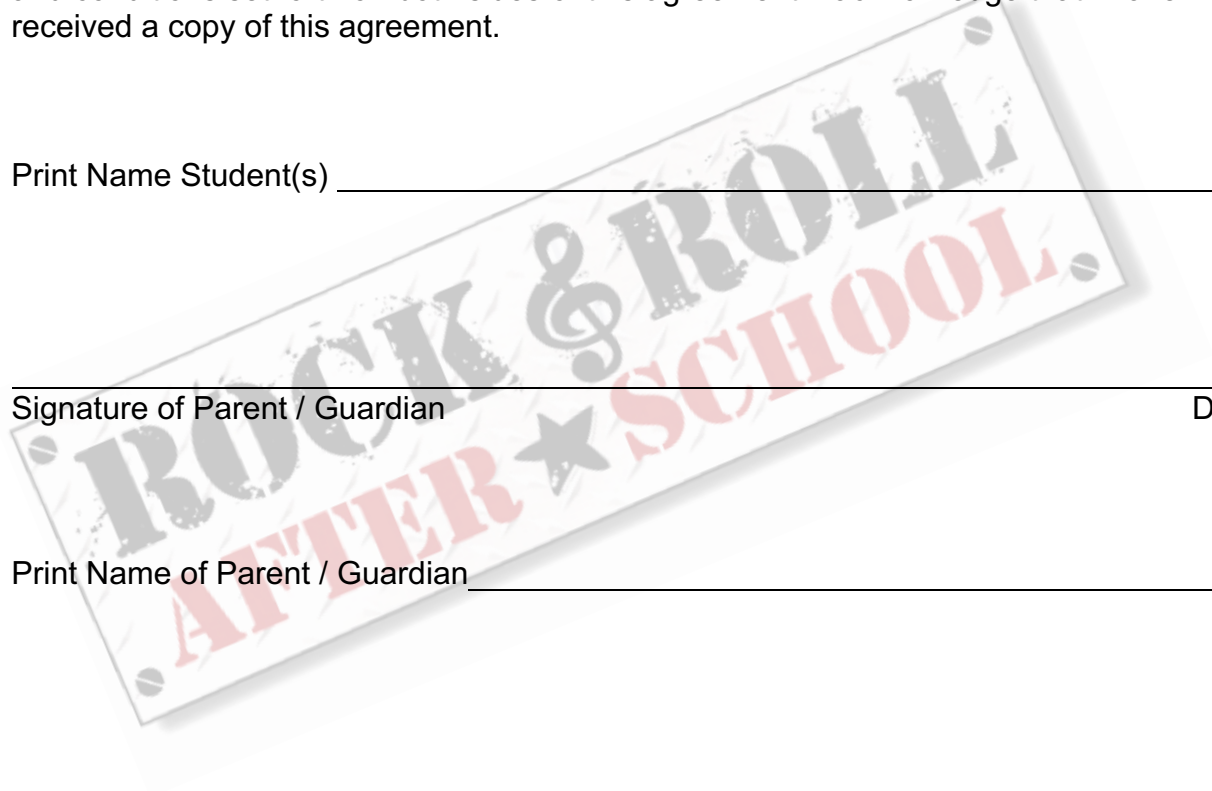 received a copy of this agreement.
Print Name Student(s)
ROCK & ROLL
AFTER ★ SCHOOL
Signature of Parent / Guardian D
Print Name of Parent / Guardian